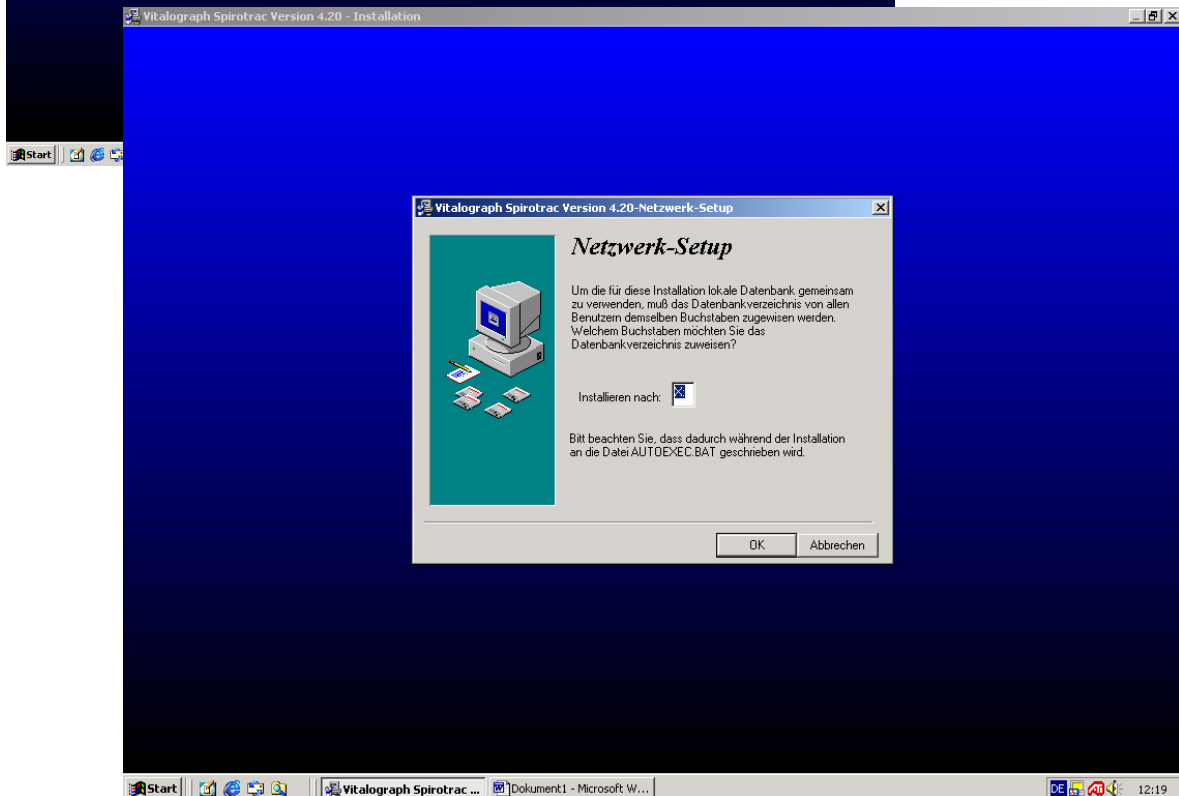 Vitalograph Spirotrac Version 4.20 - Installation
Start
Vitalograph Spirotrac Version 4.20-Netzwerk-Setup
Netzwerk-Setup
Um die für diese Installation lokale Datenbank gemeinsam
zu verwenden, muß das Datenbankverzeichnis von allen
Benutzern demselben Buchstaben zugewisen werden.
Welchem Buchstaben möchten Sie das
Datenbankverzeichnis zuweisen?
Installieren nach: X
Bitt beachten Sie, dass dadurch während der Installation
an die Datei AUTOEXEC.BAT geschrieben wird.
OK Abbrechen
Start Vitalograph Spirotrac ... Dokument1 - Microsoft W... DE 12:19